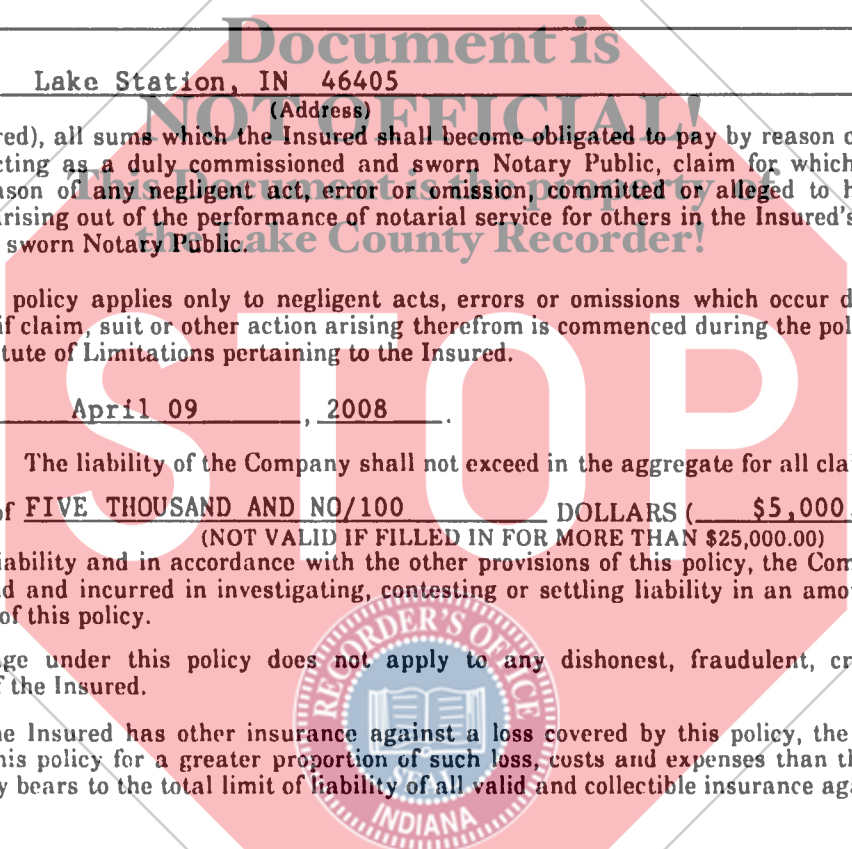 Document is
Lake Station, IN 46405
(Address)
NOT OFFICIAL!
red), all sums which the Insured shall become obligated to pay by reason
cting as a duly commissioned and sworn Notary Public, claim for which
ason of any negligent act, error or omission, committed or alleged to
This Document is the property of
arising out of the performance of notarial service for others in the Insured's
sworn Notary Public.
the Lake County Recorder!
policy applies only to negligent acts, errors or omissions which occur
if claim, suit or other action arising therefrom is commenced during the pol
tute of Limitations pertaining to the Insured.
STOP
April 09, 2008.
The liability of the Company shall not exceed in the aggregate for all clai
of FIVE THOUSAND AND NO/100 DOLLARS ( $5,000.
(NOT VALID IF FILLED IN FOR MORE THAN $25,000.00)
iability and in accordance with the other provisions of this policy, the Com
d and incurred in investigating, contesting or settling liability in an amo
of this policy.
ge under this policy does not apply to any dishonest, fraudulent, cr
f the Insured.
ne Insured has other insurance against a loss covered by this policy, the
his policy for a greater proportion of such loss, costs and expenses than th
y bears to the total limit of liability of all valid and collectible insurance aga
RECORDER'S OFFICE
SEAL
INDIANA